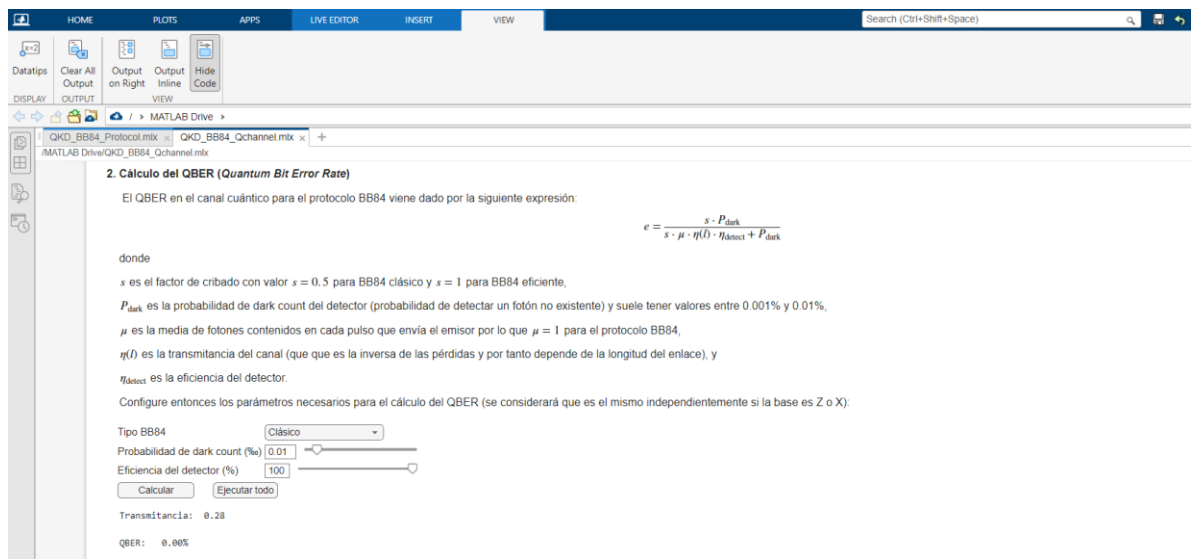 HOME PLOTS APPS LIVE EDITOR INSERT VIEW Search (Ctrl+Shift+Space)
x=2
Datatips Clear All Output Output on Right Output Inline Hide Code
DISPLAY OUTPUT VIEW
/ › MATLAB Drive ›
QKD_BB84_Protocol.mlx × QKD_BB84_Qchannel.mlx × +
/MATLAB Drive/QKD_BB84_Qchannel.mlx
2. Cálculo del QBER (Quantum Bit Error Rate)
El QBER en el canal cuántico para el protocolo BB84 viene dado por la siguiente expresión:
e = s · P_dark / (s · μ · η(l) · η_detect + P_dark)
donde
s es el factor de cribado con valor s = 0.5 para BB84 clásico y s = 1 para BB84 eficiente,
P_dark es la probabilidad de dark count del detector (probabilidad de detectar un fotón no existente) y suele tener valores entre 0.001% y 0.01%,
μ es la media de fotones contenidos en cada pulso que envía el emisor por lo que μ = 1 para el protocolo BB84,
η(l) es la transmitancia del canal (que que es la inversa de las pérdidas y por tanto depende de la longitud del enlace), y
η_detect es la eficiencia del detector.
Configure entonces los parámetros necesarios para el cálculo del QBER (se considerará que es el mismo independientemente si la base es Z o X):
Tipo BB84 Clásico
Probabilidad de dark count (‰) 0.01
Eficiencia del detector (%) 100
Calcular Ejecutar todo
Transmitancia: 0.28
QBER: 0.00%